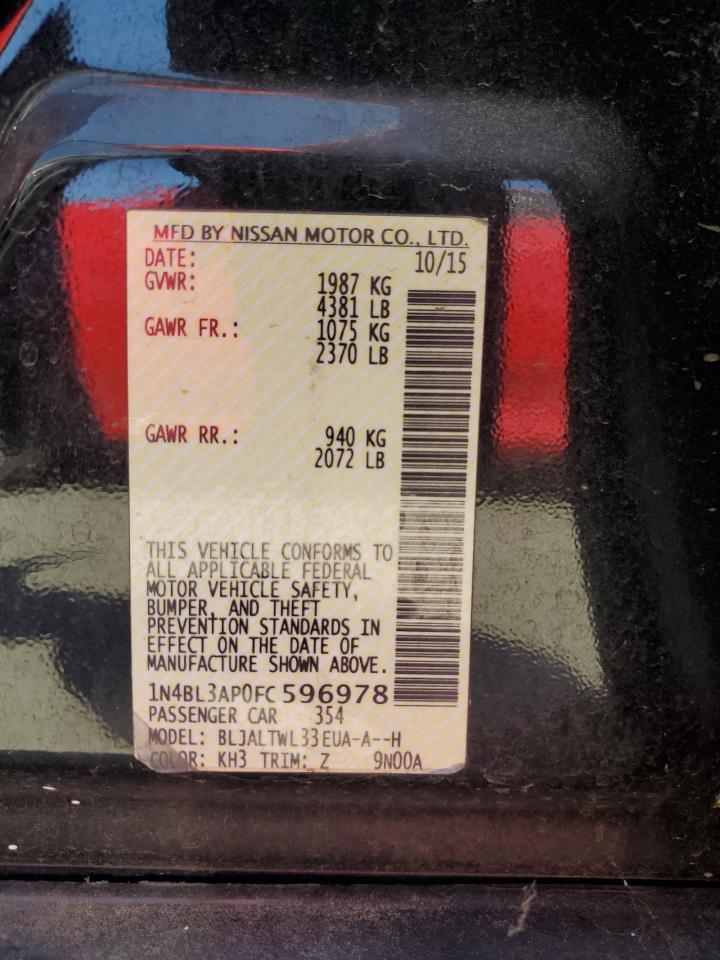 MFD BY NISSAN MOTOR CO., LTD.
DATE: 10/15
GVWR: 1987 KG
4381 LB
GAWR FR.: 1075 KG
2370 LB
GAWR RR.: 940 KG
2072 LB
THIS VEHICLE CONFORMS TO
ALL APPLICABLE FEDERAL
MOTOR VEHICLE SAFETY,
BUMPER, AND THEFT
PREVENTION STANDARDS IN
EFFECT ON THE DATE OF
MANUFACTURE SHOWN ABOVE.
1N4BL3AP0FC596978
PASSENGER CAR 354
MODEL: BLJALTWL33EUA-A--H
COLOR: KH3 TRIM: Z 9N00A